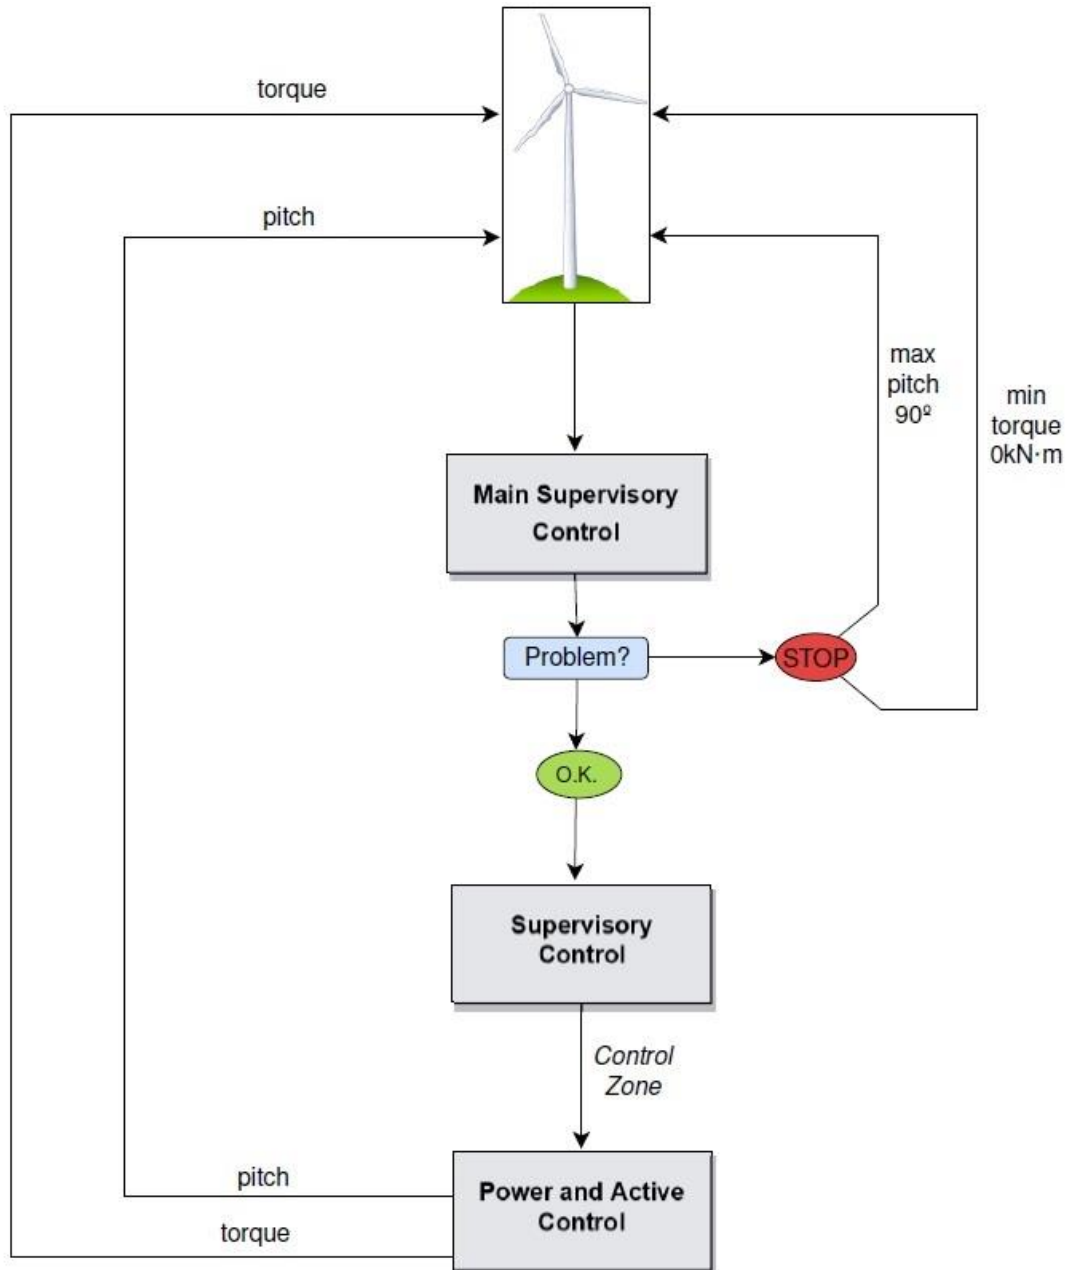 torque
pitch
max
pitch
90º
min
torque
0kN·m
Main Supervisory
Control
Problem?
STOP
O.K.
Supervisory
Control
Control
Zone
pitch
torque
Power and Active
Control